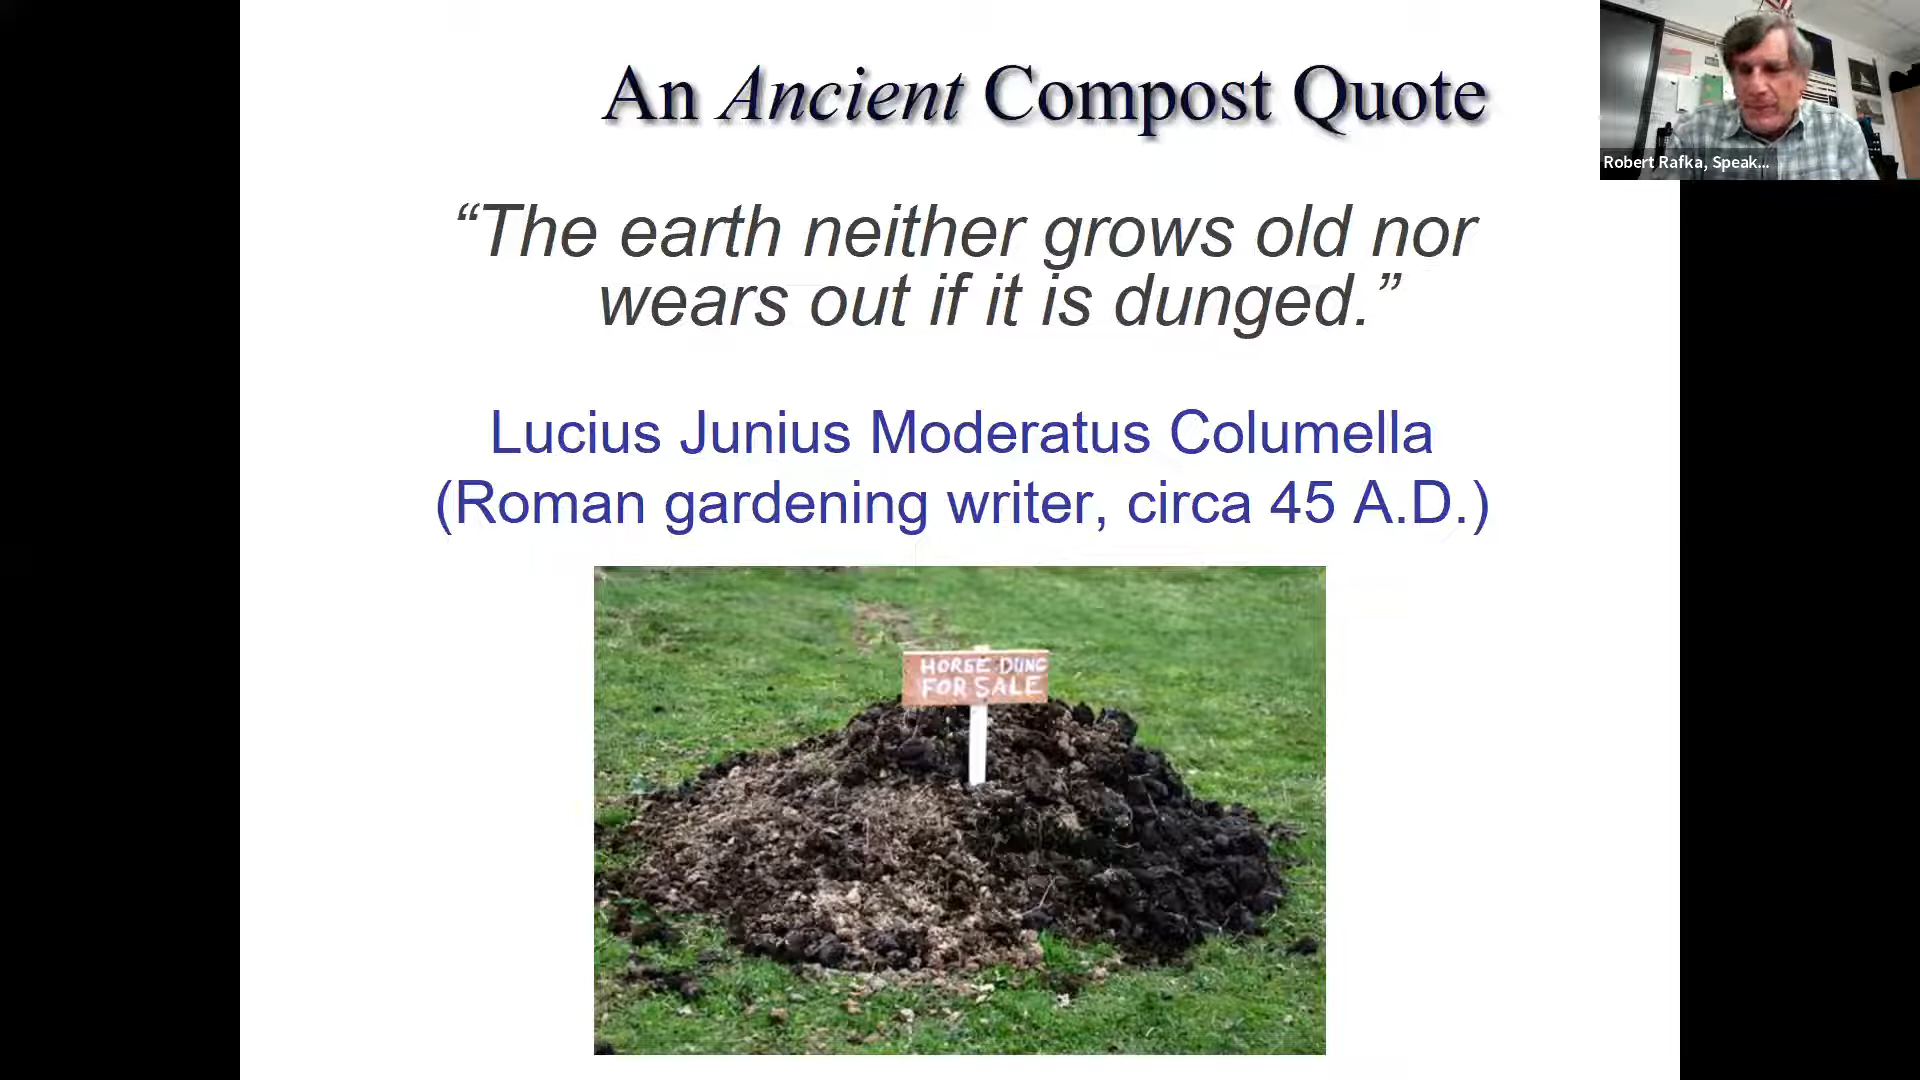 An Ancient Compost Quote
“The earth neither grows old nor
wears out if it is dunged.”
Lucius Junius Moderatus Columella
(Roman gardening writer, circa 45 A.D.)
HORSE DUNG
FOR SALE
Robert Rafka, Speak...